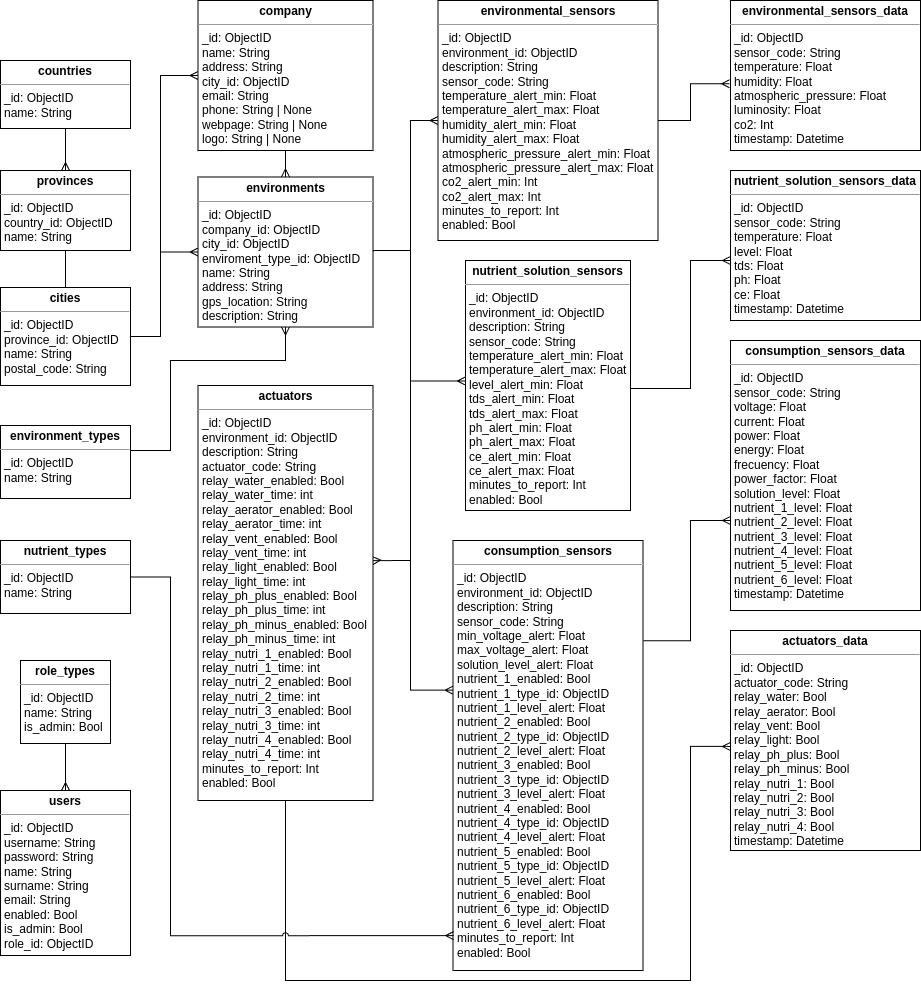 countries
_id: ObjectID
name: String
provinces
_id: ObjectID
country_id: ObjectID
name: String
cities
_id: ObjectID
province_id: ObjectID
name: String
postal_code: String
environment_types
_id: ObjectID
name: String
nutrient_types
_id: ObjectID
name: String
role_types
_id: ObjectID
name: String
is_admin: Bool
users
_id: ObjectID
username: String
password: String
name: String
surname: String
email: String
enabled: Bool
is_admin: Bool
role_id: ObjectID
company
_id: ObjectID
name: String
address: String
city_id: ObjectID
email: String
phone: String | None
webpage: String | None
logo: String | None
environments
_id: ObjectID
company_id: ObjectID
city_id: ObjectID
enviroment_type_id: ObjectID
name: String
address: String
gps_location: String
description: String
actuators
_id: ObjectID
environment_id: ObjectID
description: String
actuator_code: String
relay_water_enabled: Bool
relay_water_time: int
relay_aerator_enabled: Bool
relay_aerator_time: int
relay_vent_enabled: Bool
relay_vent_time: int
relay_light_enabled: Bool
relay_light_time: int
relay_ph_plus_enabled: Bool
relay_ph_plus_time: int
relay_ph_minus_enabled: Bool
relay_ph_minus_time: int
relay_nutri_1_enabled: Bool
relay_nutri_1_time: int
relay_nutri_2_enabled: Bool
relay_nutri_2_time: int
relay_nutri_3_enabled: Bool
relay_nutri_3_time: int
relay_nutri_4_enabled: Bool
relay_nutri_4_time: int
minutes_to_report: Int
enabled: Bool
environmental_sensors
_id: ObjectID
environment_id: ObjectID
description: String
sensor_code: String
temperature_alert_min: Float
temperature_alert_max: Float
humidity_alert_min: Float
humidity_alert_max: Float
atmospheric_pressure_alert_min: Float
atmospheric_pressure_alert_max: Float
co2_alert_min: Int
co2_alert_max: Int
minutes_to_report: Int
enabled: Bool
nutrient_solution_sensors
_id: ObjectID
environment_id: ObjectID
description: String
sensor_code: String
temperature_alert_min: Float
temperature_alert_max: Float
level_alert_min: Float
tds_alert_min: Float
tds_alert_max: Float
ph_alert_min: Float
ph_alert_max: Float
ce_alert_min: Float
ce_alert_max: Float
minutes_to_report: Int
enabled: Bool
consumption_sensors
_id: ObjectID
environment_id: ObjectID
description: String
sensor_code: String
min_voltage_alert: Float
max_voltage_alert: Float
solution_level_alert: Float
nutrient_1_enabled: Bool
nutrient_1_type_id: ObjectID
nutrient_1_level_alert: Float
nutrient_2_enabled: Bool
nutrient_2_type_id: ObjectID
nutrient_2_level_alert: Float
nutrient_3_enabled: Bool
nutrient_3_type_id: ObjectID
nutrient_3_level_alert: Float
nutrient_4_enabled: Bool
nutrient_4_type_id: ObjectID
nutrient_4_level_alert: Float
nutrient_5_enabled: Bool
nutrient_5_type_id: ObjectID
nutrient_5_level_alert: Float
nutrient_6_enabled: Bool
nutrient_6_type_id: ObjectID
nutrient_6_level_alert: Float
minutes_to_report: Int
enabled: Bool
environmental_sensors_data
_id: ObjectID
sensor_code: String
temperature: Float
humidity: Float
atmospheric_pressure: Float
luminosity: Float
co2: Int
timestamp: Datetime
nutrient_solution_sensors_data
_id: ObjectID
sensor_code: String
temperature: Float
level: Float
tds: Float
ph: Float
ce: Float
timestamp: Datetime
consumption_sensors_data
_id: ObjectID
sensor_code: String
voltage: Float
current: Float
power: Float
energy: Float
frecuency: Float
power_factor: Float
solution_level: Float
nutrient_1_level: Float
nutrient_2_level: Float
nutrient_3_level: Float
nutrient_4_level: Float
nutrient_5_level: Float
nutrient_6_level: Float
timestamp: Datetime
actuators_data
_id: ObjectID
actuator_code: String
relay_water: Bool
relay_aerator: Bool
relay_vent: Bool
relay_light: Bool
relay_ph_plus: Bool
relay_ph_minus: Bool
relay_nutri_1: Bool
relay_nutri_2: Bool
relay_nutri_3: Bool
relay_nutri_4: Bool
timestamp: Datetime